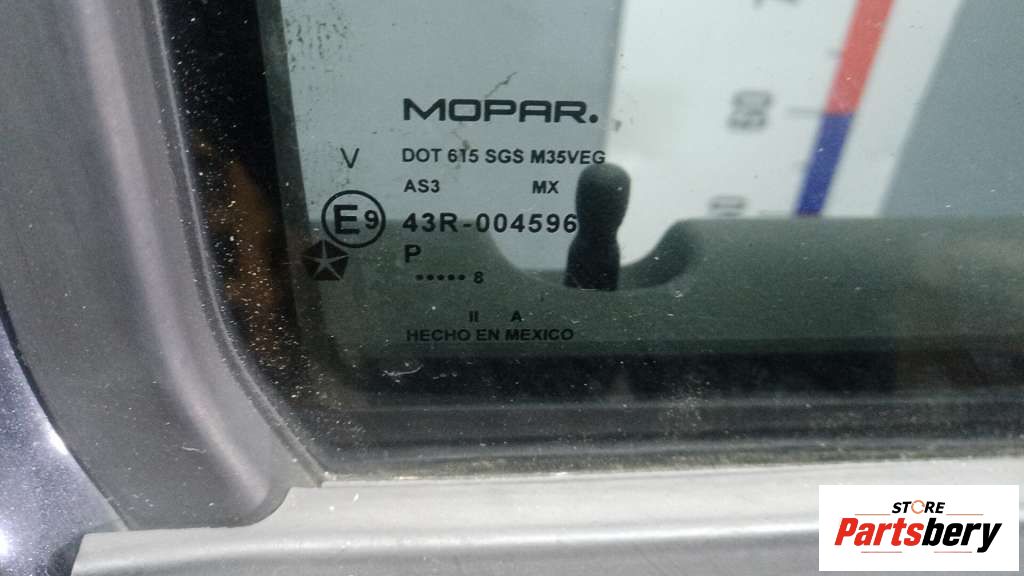 MOPAR.
V DOT 615 SGS M35VEG
AS3 MX
E9 43R-004596
P
••••• 8
II A
HECHO EN MEXICO
STORE
Partsbery